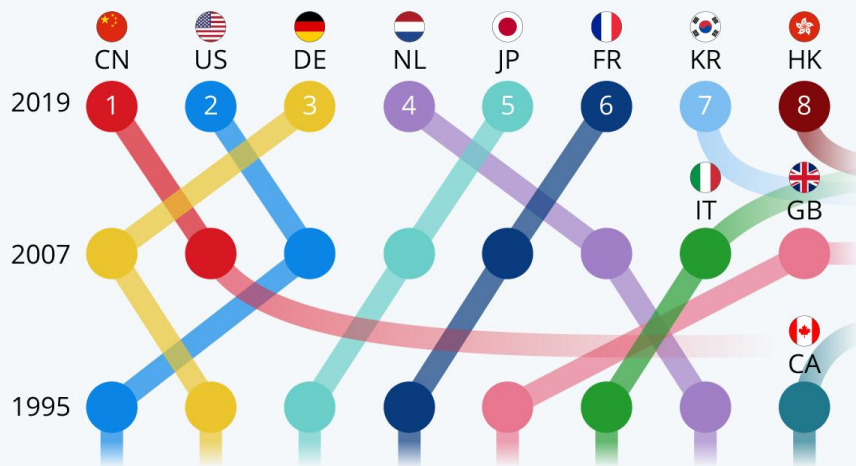 CN US DE NL JP FR KR HK
2019 1 2 3 4 5 6 7 8
IT GB
2007
CA
1995